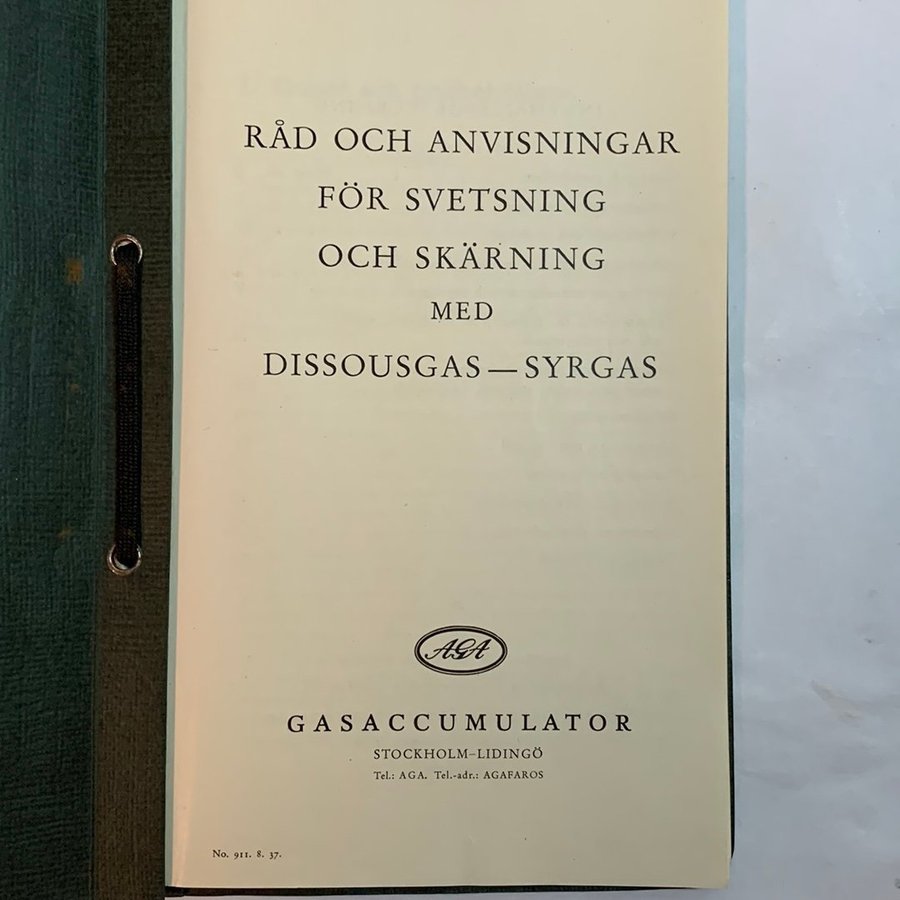 RÅD OCH ANVISNINGAR
FÖR SVETSNING
OCH SKÄRNING
MED
DISSOUSGAS—SYRGAS
AGA
GASACCUMULATOR
STOCKHOLM-LIDINGÖ
Tel.: AGA. Tel.-adr.: AGAFAROS
No. 911. 8. 37.